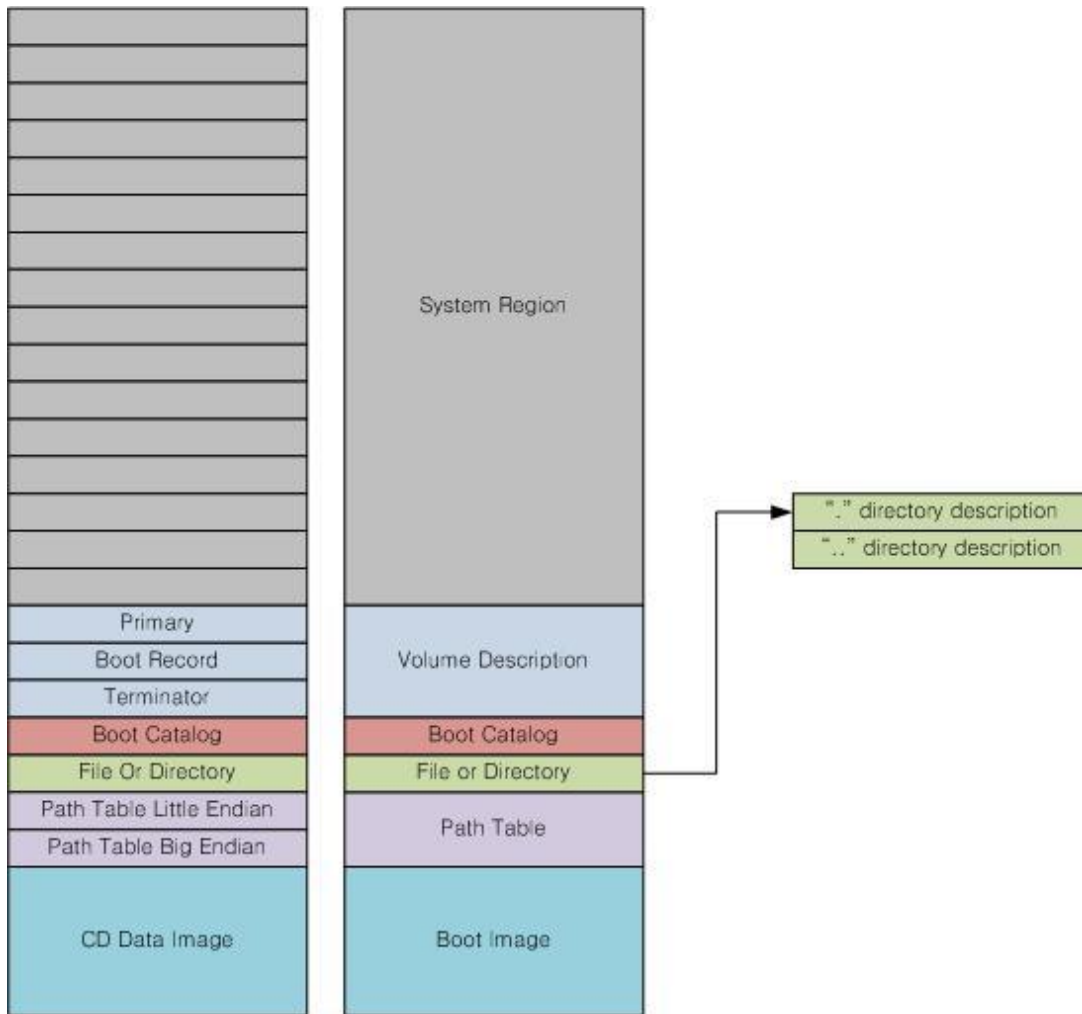 System Region
"." directory description
".." directory description
Primary
Boot Record
Terminator
Volume Description
Boot Catalog
Boot Catalog
File Or Directory
File or Directory
Path Table Little Endian
Path Table Big Endian
Path Table
CD Data Image
Boot Image